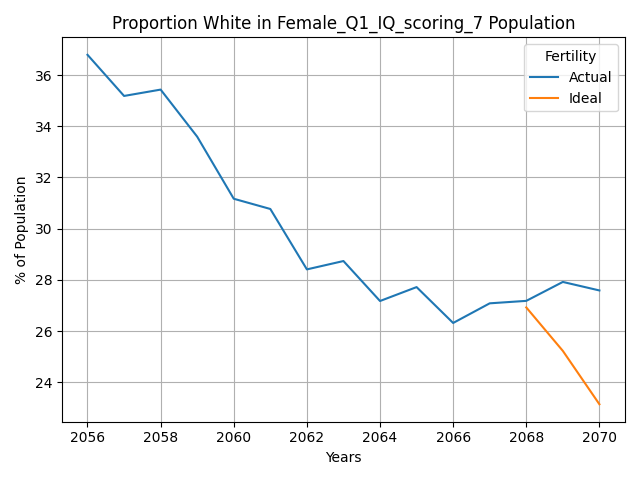 Proportion White in Female_Q1_IQ_scoring_7 Population
Fertility
Actual
Ideal
% of Population
36
34
32
30
28
26
24
2056 2058 2060 2062 2064 2066 2068 2070
Years